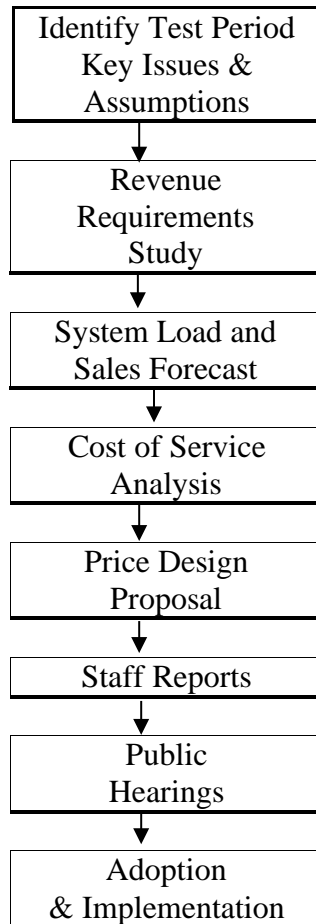 Identify Test Period
Key Issues &
Assumptions
Revenue
Requirements
Study
System Load and
Sales Forecast
Cost of Service
Analysis
Price Design
Proposal
Staff Reports
Public
Hearings
Adoption
& Implementation